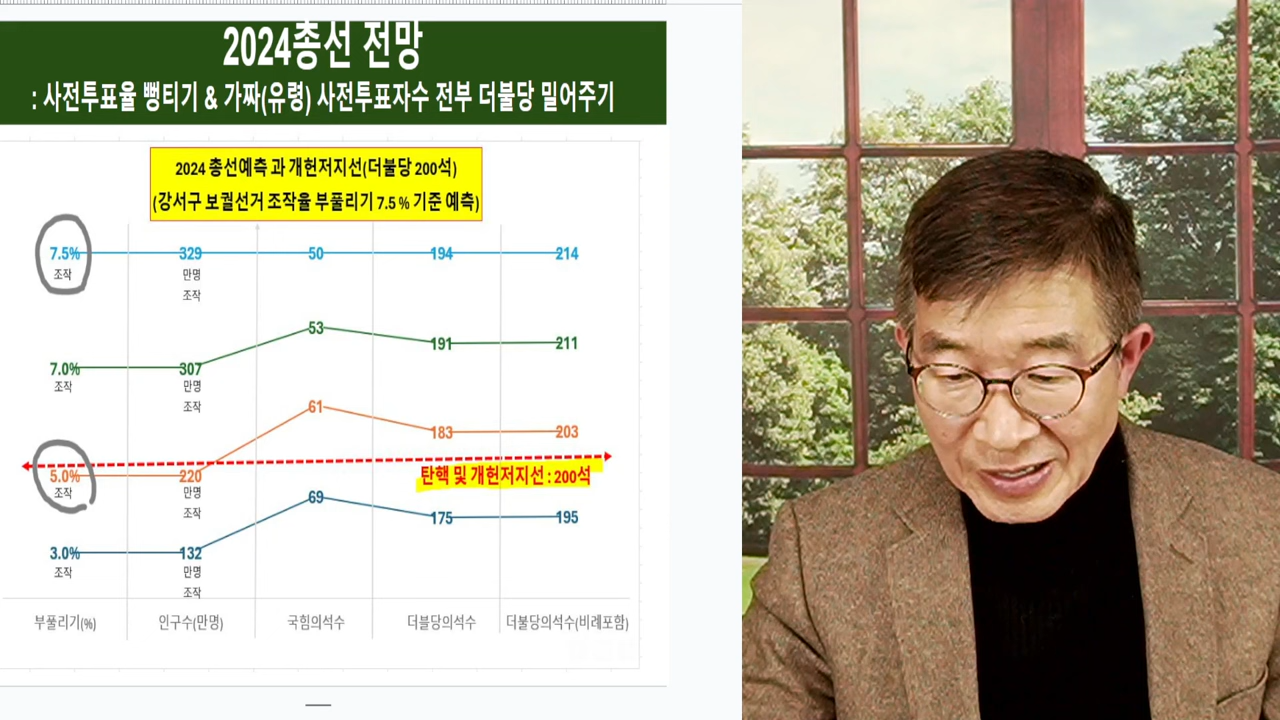 2024총선 전망
: 사전투표율 뻥티기 & 가짜(유령) 사전투표자수 전부 더불당 밀어주기
2024 총선예측 과 개헌저지선(더불당 200석)
(강서구 보궐선거 조작율 부풀리기 7.5 % 기준 예측)
7.5% 329 50 194 214
조작 만명
조작
53
191 211
7.0% 307
조작 만명
조작
61
183 203
5.0% 220
탄핵 및 개헌저지선 : 200석
조작 만명
조작
69
175 195
3.0% 132
조작 만명
조작
부풀리기(%) 인구수(만명) 국힘의석수 더블당의석수 더불당의석수(비례포함)